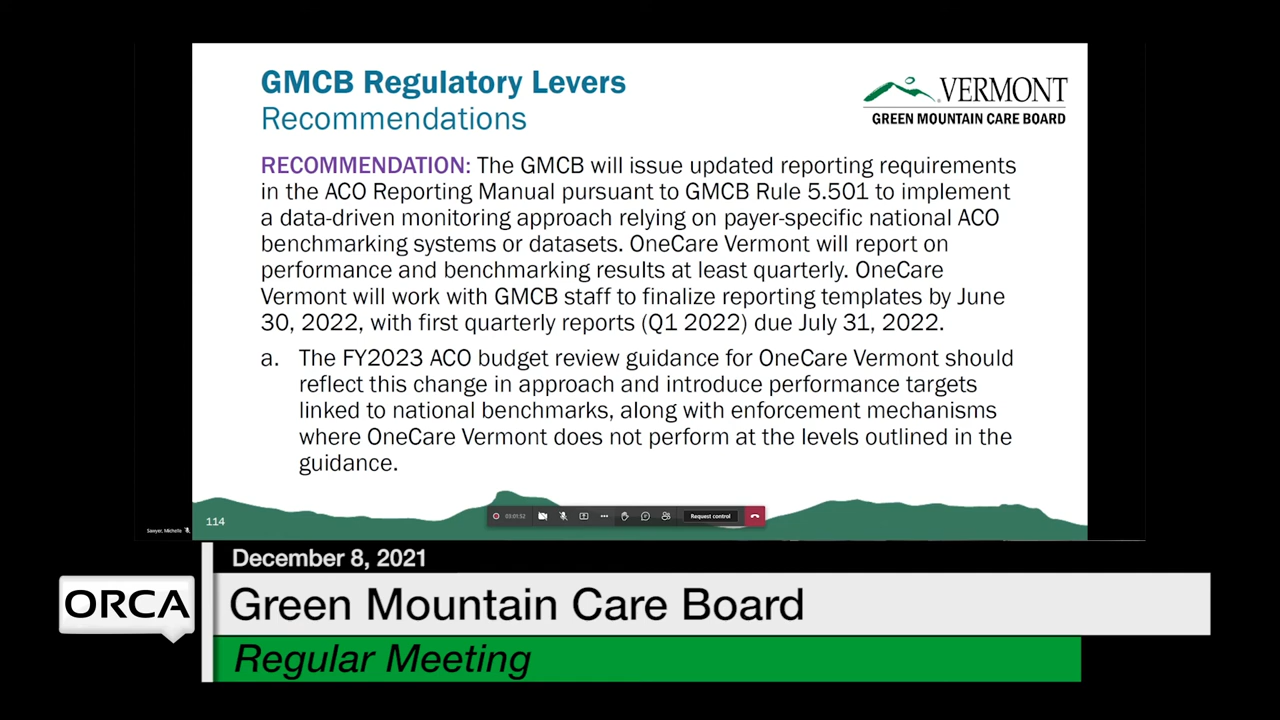 GMCB Regulatory Levers
Recommendations
VERMONT
GREEN MOUNTAIN CARE BOARD
RECOMMENDATION: The GMCB will issue updated reporting requirements
in the ACO Reporting Manual pursuant to GMCB Rule 5.501 to implement
a data-driven monitoring approach relying on payer-specific national ACO
benchmarking systems or datasets. OneCare Vermont will report on
performance and benchmarking results at least quarterly. OneCare
Vermont will work with GMCB staff to finalize reporting templates by June
30, 2022, with first quarterly reports (Q1 2022) due July 31, 2022.
a. The FY2023 ACO budget review guidance for OneCare Vermont should
reflect this change in approach and introduce performance targets
linked to national benchmarks, along with enforcement mechanisms
where OneCare Vermont does not perform at the levels outlined in the
guidance.
114
03:01:52
Request control
Sawyer, Michelle
December 8, 2021
ORCA
Green Mountain Care Board
Regular Meeting